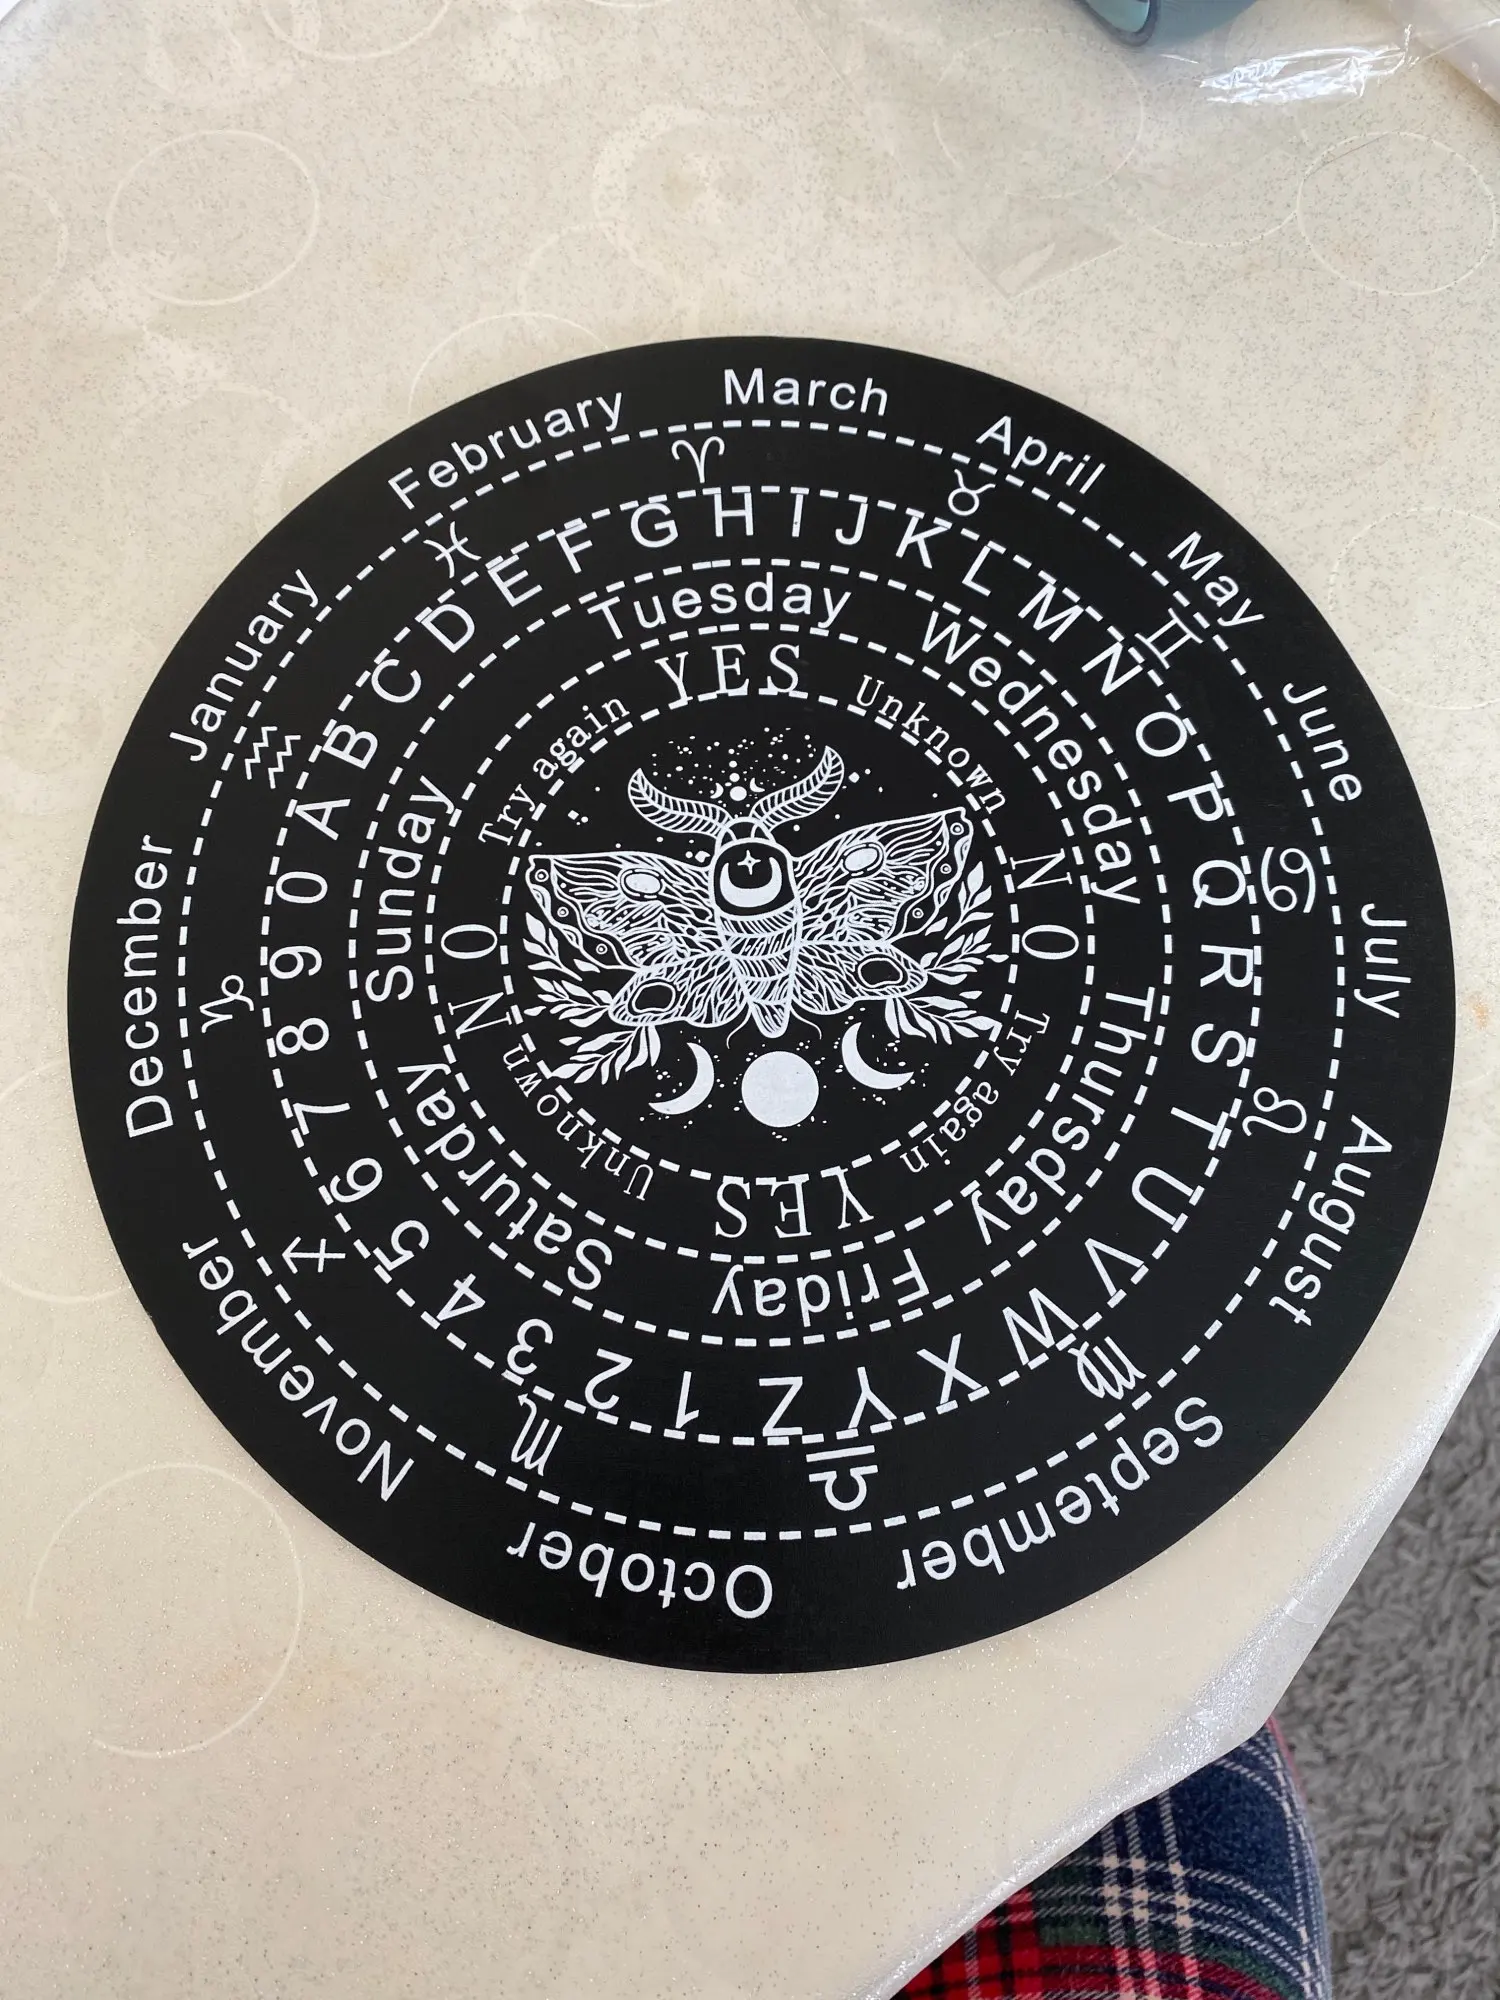 January February March April May June July August September October November December
♒ ♓ ♈ ♉ ♊ ♋ ♌ ♍ ♎ ♏ ♐ ♑
A B C D E F G H I J K L M N O P Q R S T U V W X Y Z 1 2 3 4 5 6 7 8 9 0
Sunday Tuesday Wednesday Thursday Friday Saturday
YES Unknown NO Try again YES Unknown NO Try again